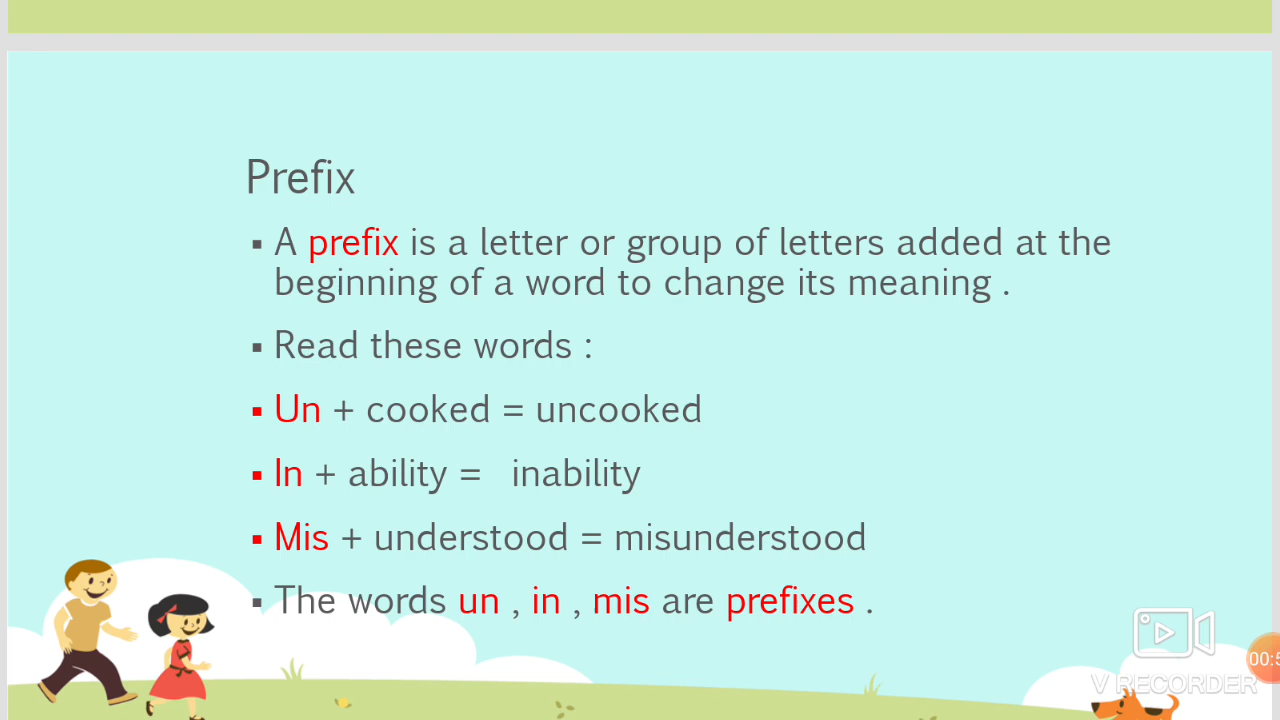 Prefix
▪ A prefix is a letter or group of letters added at the
beginning of a word to change its meaning .
▪ Read these words :
▪ Un + cooked = uncooked
▪ In + ability = inability
▪ Mis + understood = misunderstood
▪ The words un , in , mis are prefixes .
V RECORDER